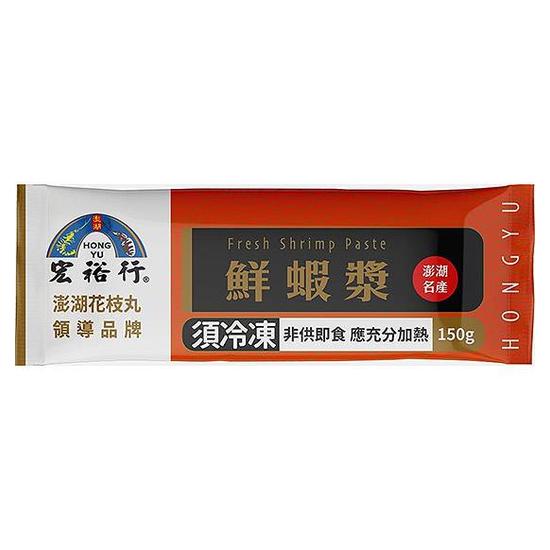 澎湖
HONG
YU
宏裕行®
澎湖花枝丸
領導品牌
Fresh Shrimp Paste
鮮蝦漿
澎湖
名產
須冷凍 非供即食 應充分加熱 150g
HONGYU